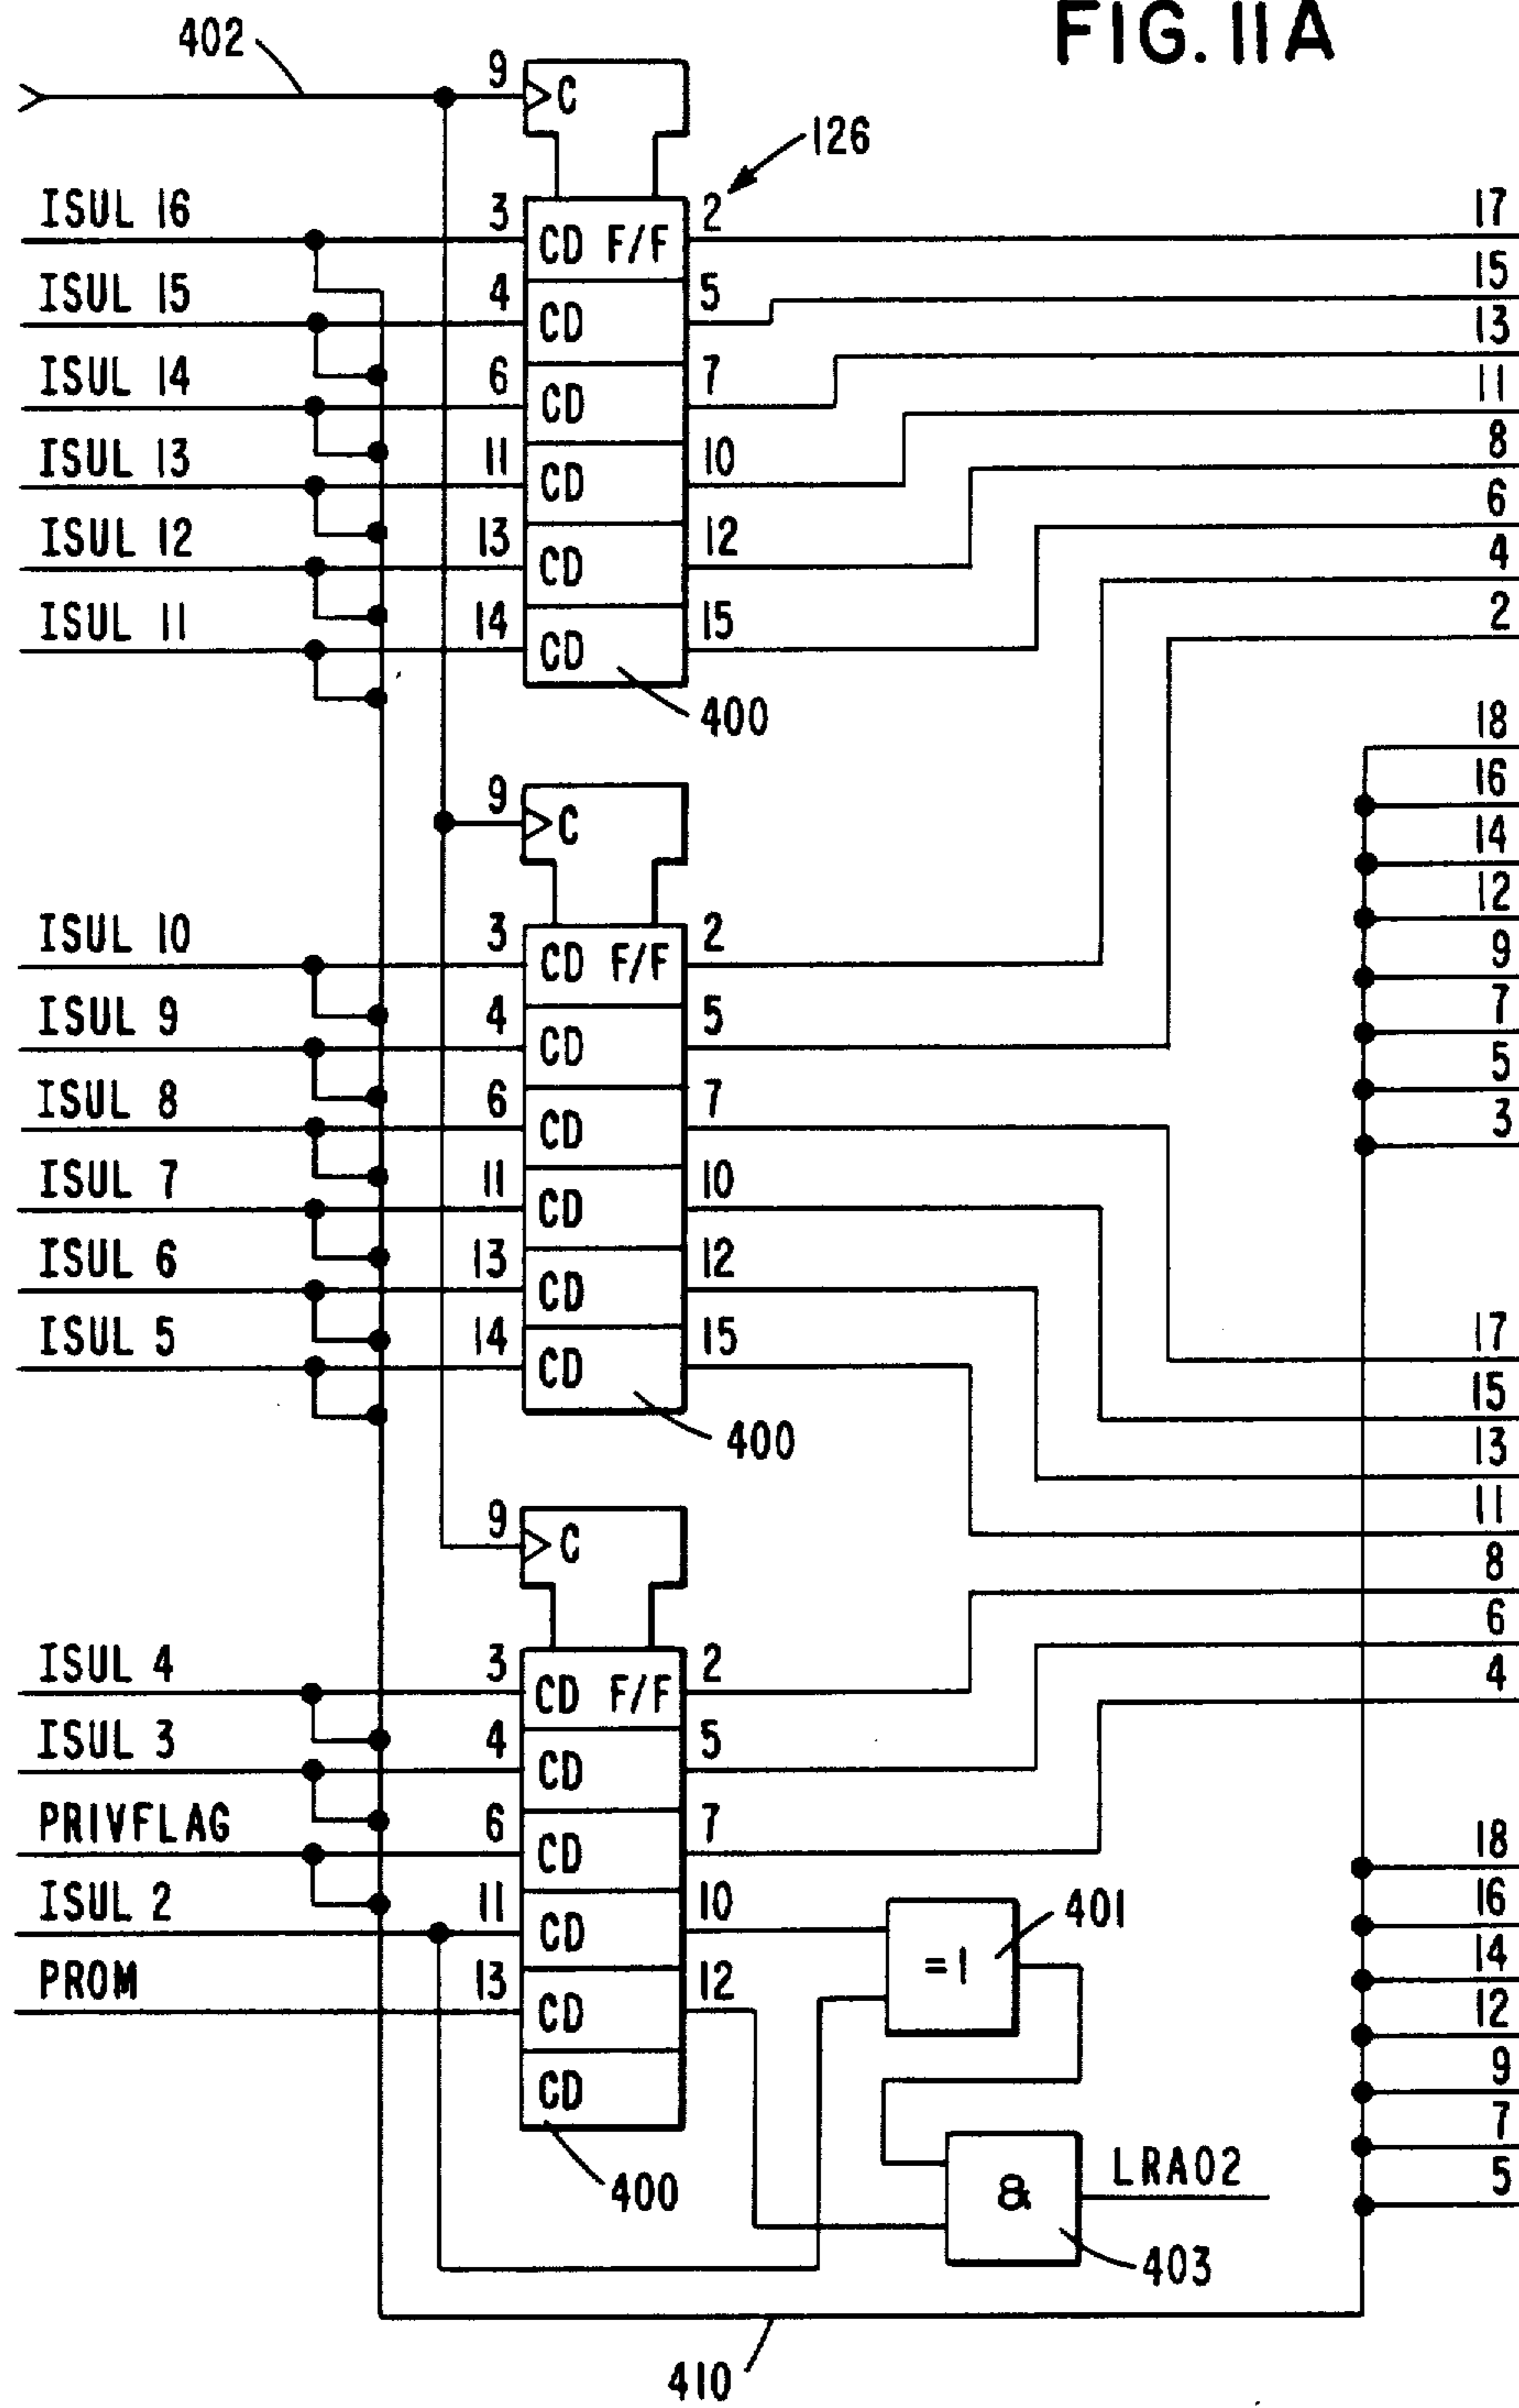 FIG. 11A
402
9
C
126
ISUL 16 3 CD F/F 2 17
ISUL 15 4 CD 5 15
ISUL 14 6 CD 7 13
ISUL 13 11 CD 10 11
ISUL 12 13 CD 12 8
ISUL 11 14 CD 15 6
4
2
400
18
9 C
16
14
12
ISUL 10 3 CD F/F 2 9
ISUL 9 4 CD 5 7
ISUL 8 6 CD 7 5
3
ISUL 7 11 CD 10
ISUL 6 13 CD 12
ISUL 5 14 CD 15 17
15
400
13
9 C 11
8
6
ISUL 4 3 CD F/F 2 4
ISUL 3 4 CD 5
PRIVFLAG 6 CD 7 18
ISUL 2 11 CD 10 =1 401 16
PROM 13 CD 12 14
12
CD 9
400 & LRA02 7
5
403
410